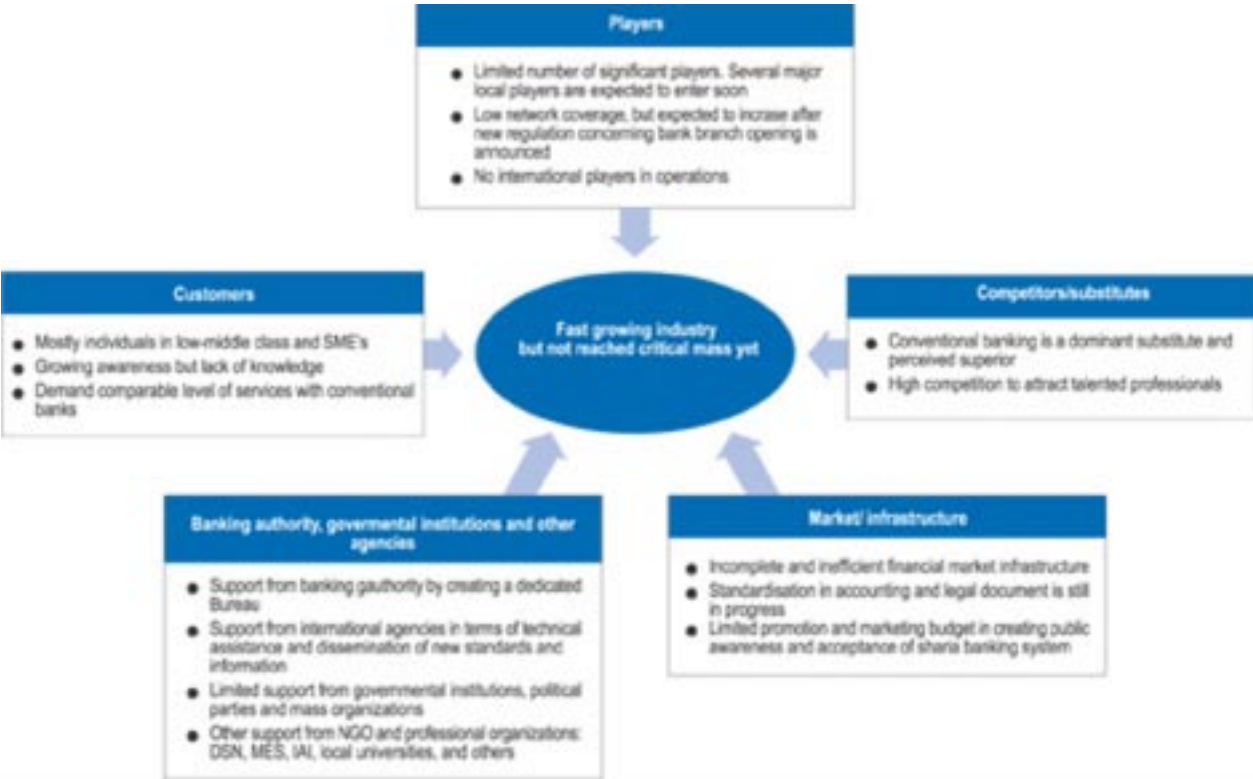 Players
Limited number of significant players. Several major
local players are expected to enter soon
Low network coverage, but expected to incrase after
new regulation concerning bank branch opening is
announced
No international players in operations
Customers
Mostly individuals in low-middle class and SME's
Growing awareness but lack of knowledge
Demand comparable level of services with conventional
banks
Fast growing industry
but not reached critical mass yet
Competitors/substitutes
Conventional banking is a dominant substitute and
perceived superior
High competition to attract talented professionals
Banking authority, govermental institutions and other
agencies
Support from banking gauthority by creating a dedicated
Bureau
Support from international agencies in terms of technical
assistance and dissemination of new standards and
information
Limited support from governmental institutions, political
parties and mass organizations
Other support from NGO and professional organizations:
DSN, MES, IAI, local universities, and others
Market/ infrastructure
Incomplete and inefficient financial market infrastructure
Standardisation in accounting and legal document is still
in progress
Limited promotion and marketing budget in creating public
awareness and acceptance of sharia banking system